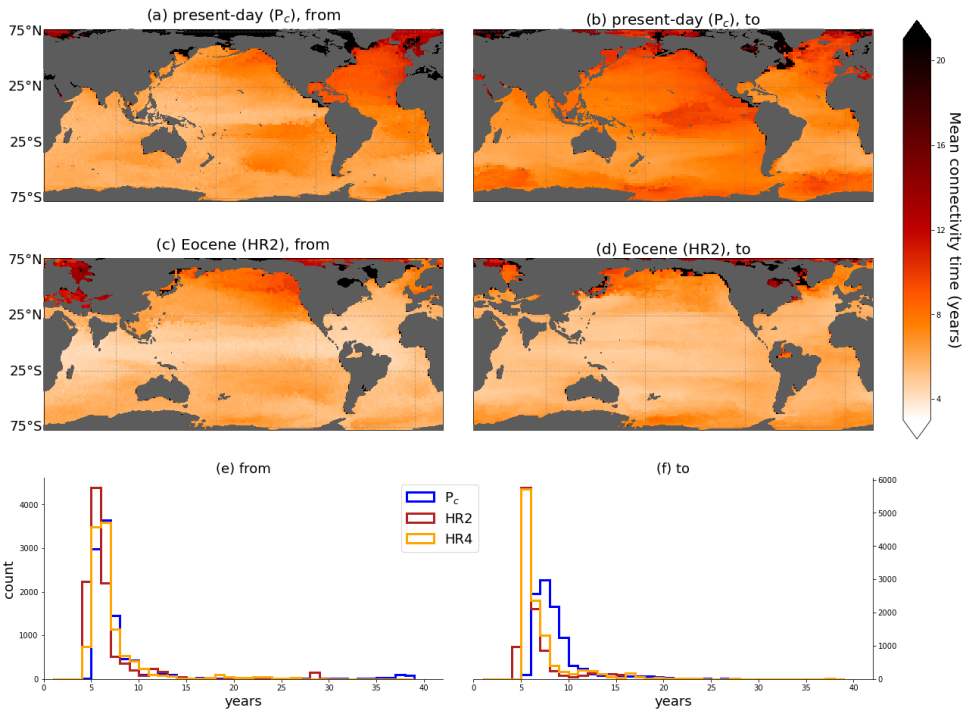 (a) present-day (Pc), from
(b) present-day (Pc), to
75°N
25°N
25°S
75°S
(c) Eocene (HR2), from
(d) Eocene (HR2), to
75°N
25°N
25°S
75°S
20
16
12
8
4
Mean connectivity time (years)
(e) from
(f) to
Pc
HR2
HR4
4000
3000
2000
1000
0
count
0 5 10 15 20 25 30 35 40
years
6000
5000
4000
3000
2000
1000
0
0 5 10 15 20 25 30 35 40
years